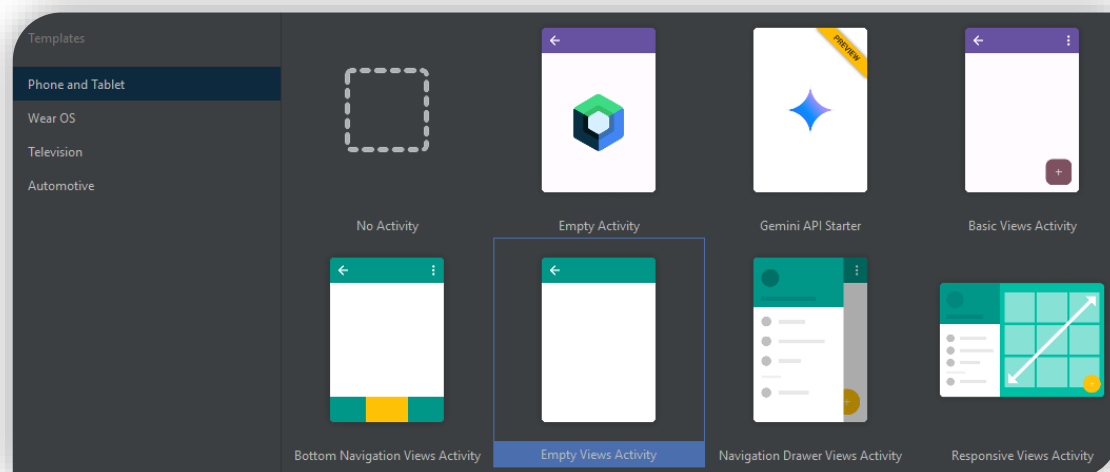 Templates
Phone and Tablet
Wear OS
Television
Automotive
PREVIEW
No Activity
Empty Activity
Gemini API Starter
Basic Views Activity
Bottom Navigation Views Activity
Empty Views Activity
Navigation Drawer Views Activity
Responsive Views Activity